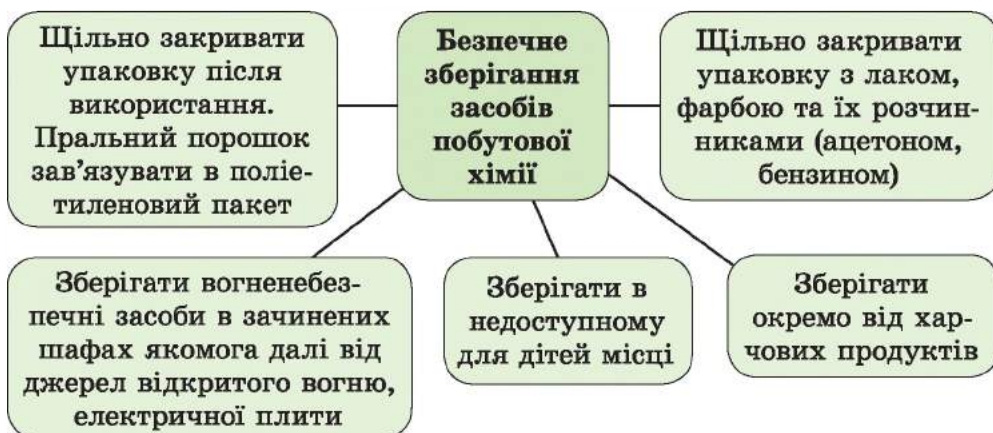 Щільно закривати
упаковку після
використання.
Пральний порошок
зав'язувати в поліе-
тиленовий пакет
Безпечне
зберігання
засобів
побутової
хімії
Щільно закривати
упаковку з лаком,
фарбою та їх розчин-
никами (ацетоном,
бензином)
Зберігати вогненебез-
печні засоби в зачинених
шафах якомога далі від
джерел відкритого вогню,
електричної плити
Зберігати в
недоступному
для дітей місці
Зберігати
окремо від хар-
чових продуктів